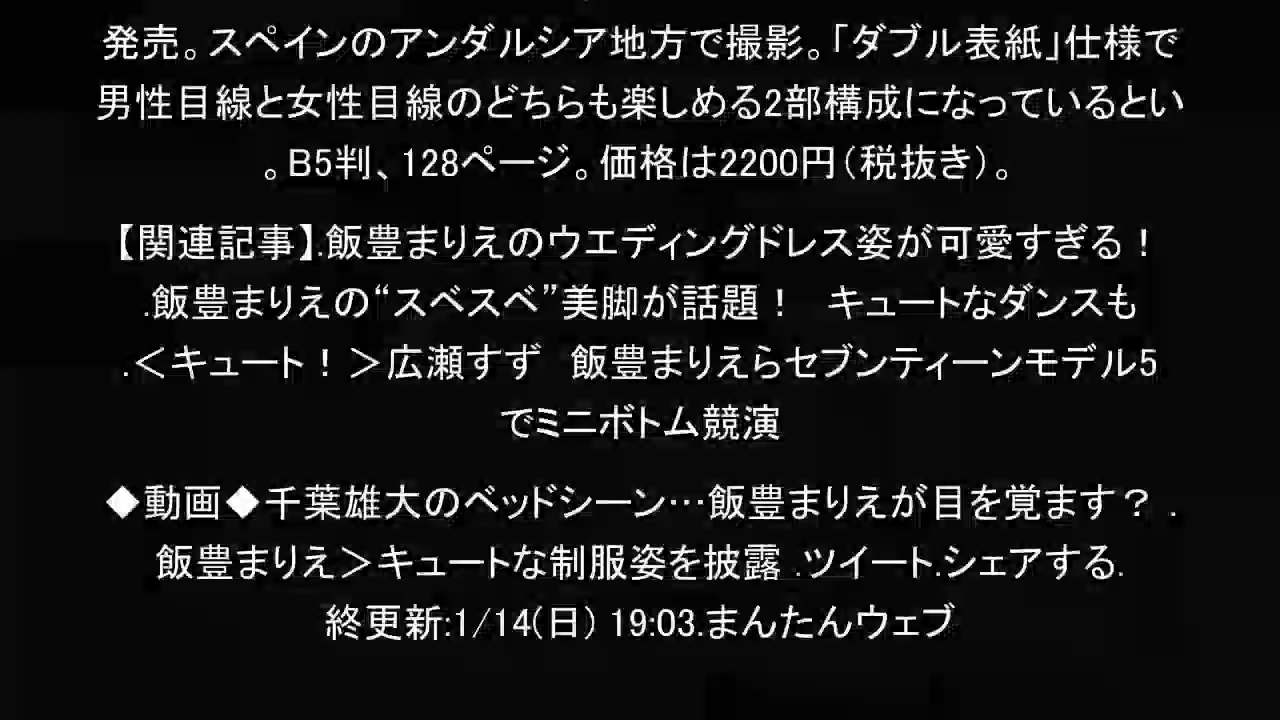 発売。スペインのアンダルシア地方で撮影。「ダブル表紙」仕様で
男性目線と女性目線のどちらも楽しめる2部構成になっているとい
。B5判、128ページ。価格は2200円（税抜き）。
【関連記事】.飯豊まりえのウエディングドレス姿が可愛すぎる！
.飯豊まりえの“スベスベ”美脚が話題！　キュートなダンスも
.＜キュート！＞広瀬すず　飯豊まりえらセブンティーンモデル5
でミニボトム競演
◆動画◆千葉雄大のベッドシーン…飯豊まりえが目を覚ます？ .
飯豊まりえ＞キュートな制服姿を披露 .ツイート.シェアする.
終更新:1/14(日) 19:03.まんたんウェブ